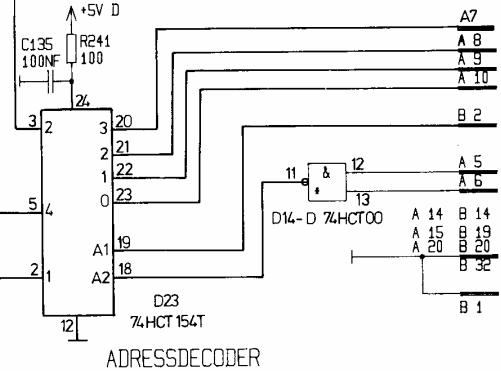 +5V D
A7
C135 R241 A 8
100NF 100 A 9
A 10
24
3 2 3 20
B 2
2 21
1 22 11 & 12 A 5
0 23 * 13 A 6
5 4 D14-D 74HCT00 A 14 B 14
A 15 B 19
A1 19 A 20 B 20
2 1 A2 18 B 32
D23
74HCT154T B 1
12
ADRESSDECODER